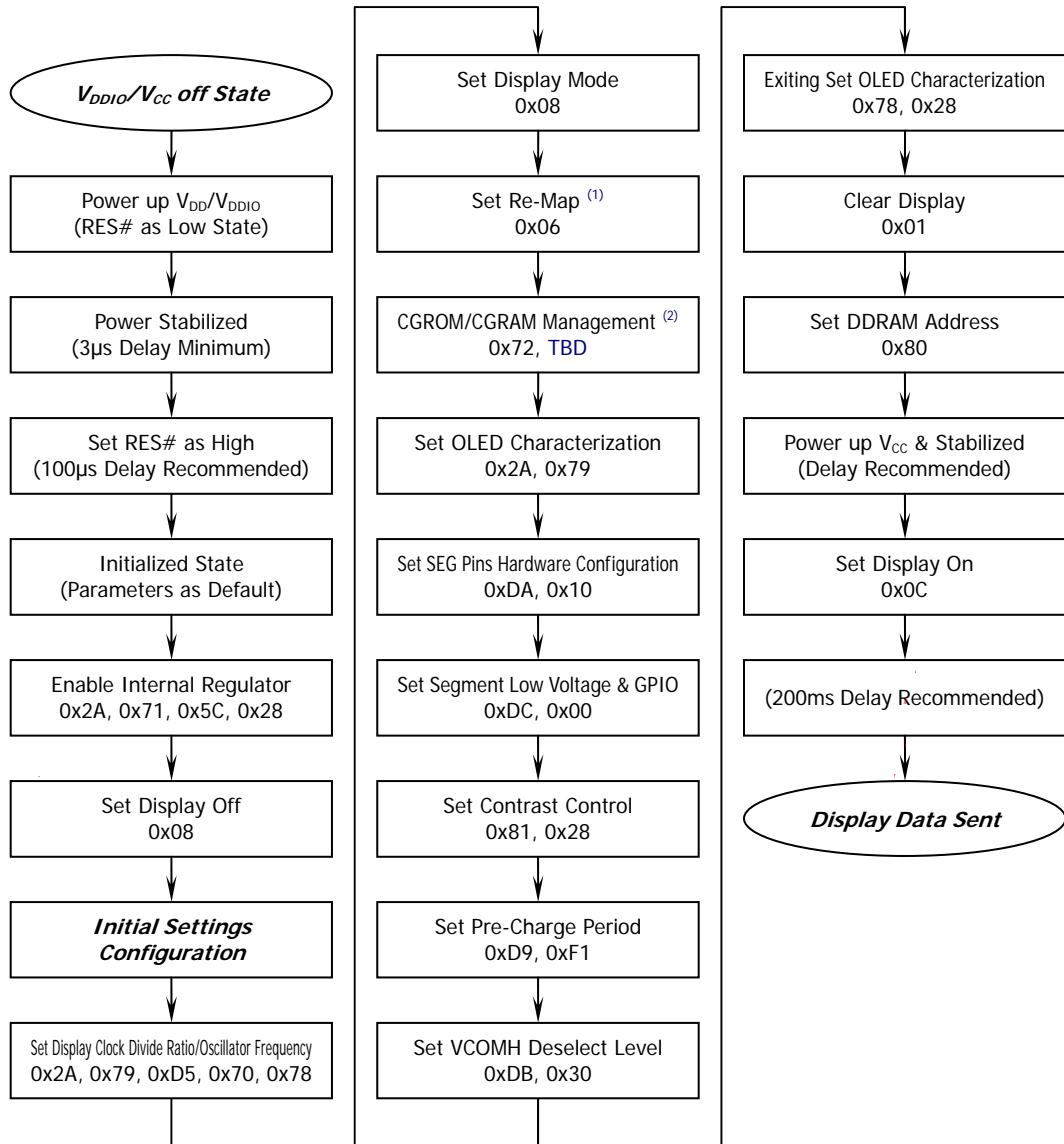 V_DDIO/V_CC off State
Power up V_DD/V_DDIO
(RES# as Low State)
Power Stabilized
(3µs Delay Minimum)
Set RES# as High
(100µs Delay Recommended)
Initialized State
(Parameters as Default)
Enable Internal Regulator
0x2A, 0x71, 0x5C, 0x28
Set Display Off
0x08
Initial Settings
Configuration
Set Display Clock Divide Ratio/Oscillator Frequency
0x2A, 0x79, 0xD5, 0x70, 0x78
Set Display Mode
0x08
Set Re-Map (1)
0x06
CGROM/CGRAM Management (2)
0x72, TBD
Set OLED Characterization
0x2A, 0x79
Set SEG Pins Hardware Configuration
0xDA, 0x10
Set Segment Low Voltage & GPIO
0xDC, 0x00
Set Contrast Control
0x81, 0x28
Set Pre-Charge Period
0xD9, 0xF1
Set VCOMH Deselect Level
0xDB, 0x30
Exiting Set OLED Characterization
0x78, 0x28
Clear Display
0x01
Set DDRAM Address
0x80
Power up V_CC & Stabilized
(Delay Recommended)
Set Display On
0x0C
(200ms Delay Recommended)
Display Data Sent